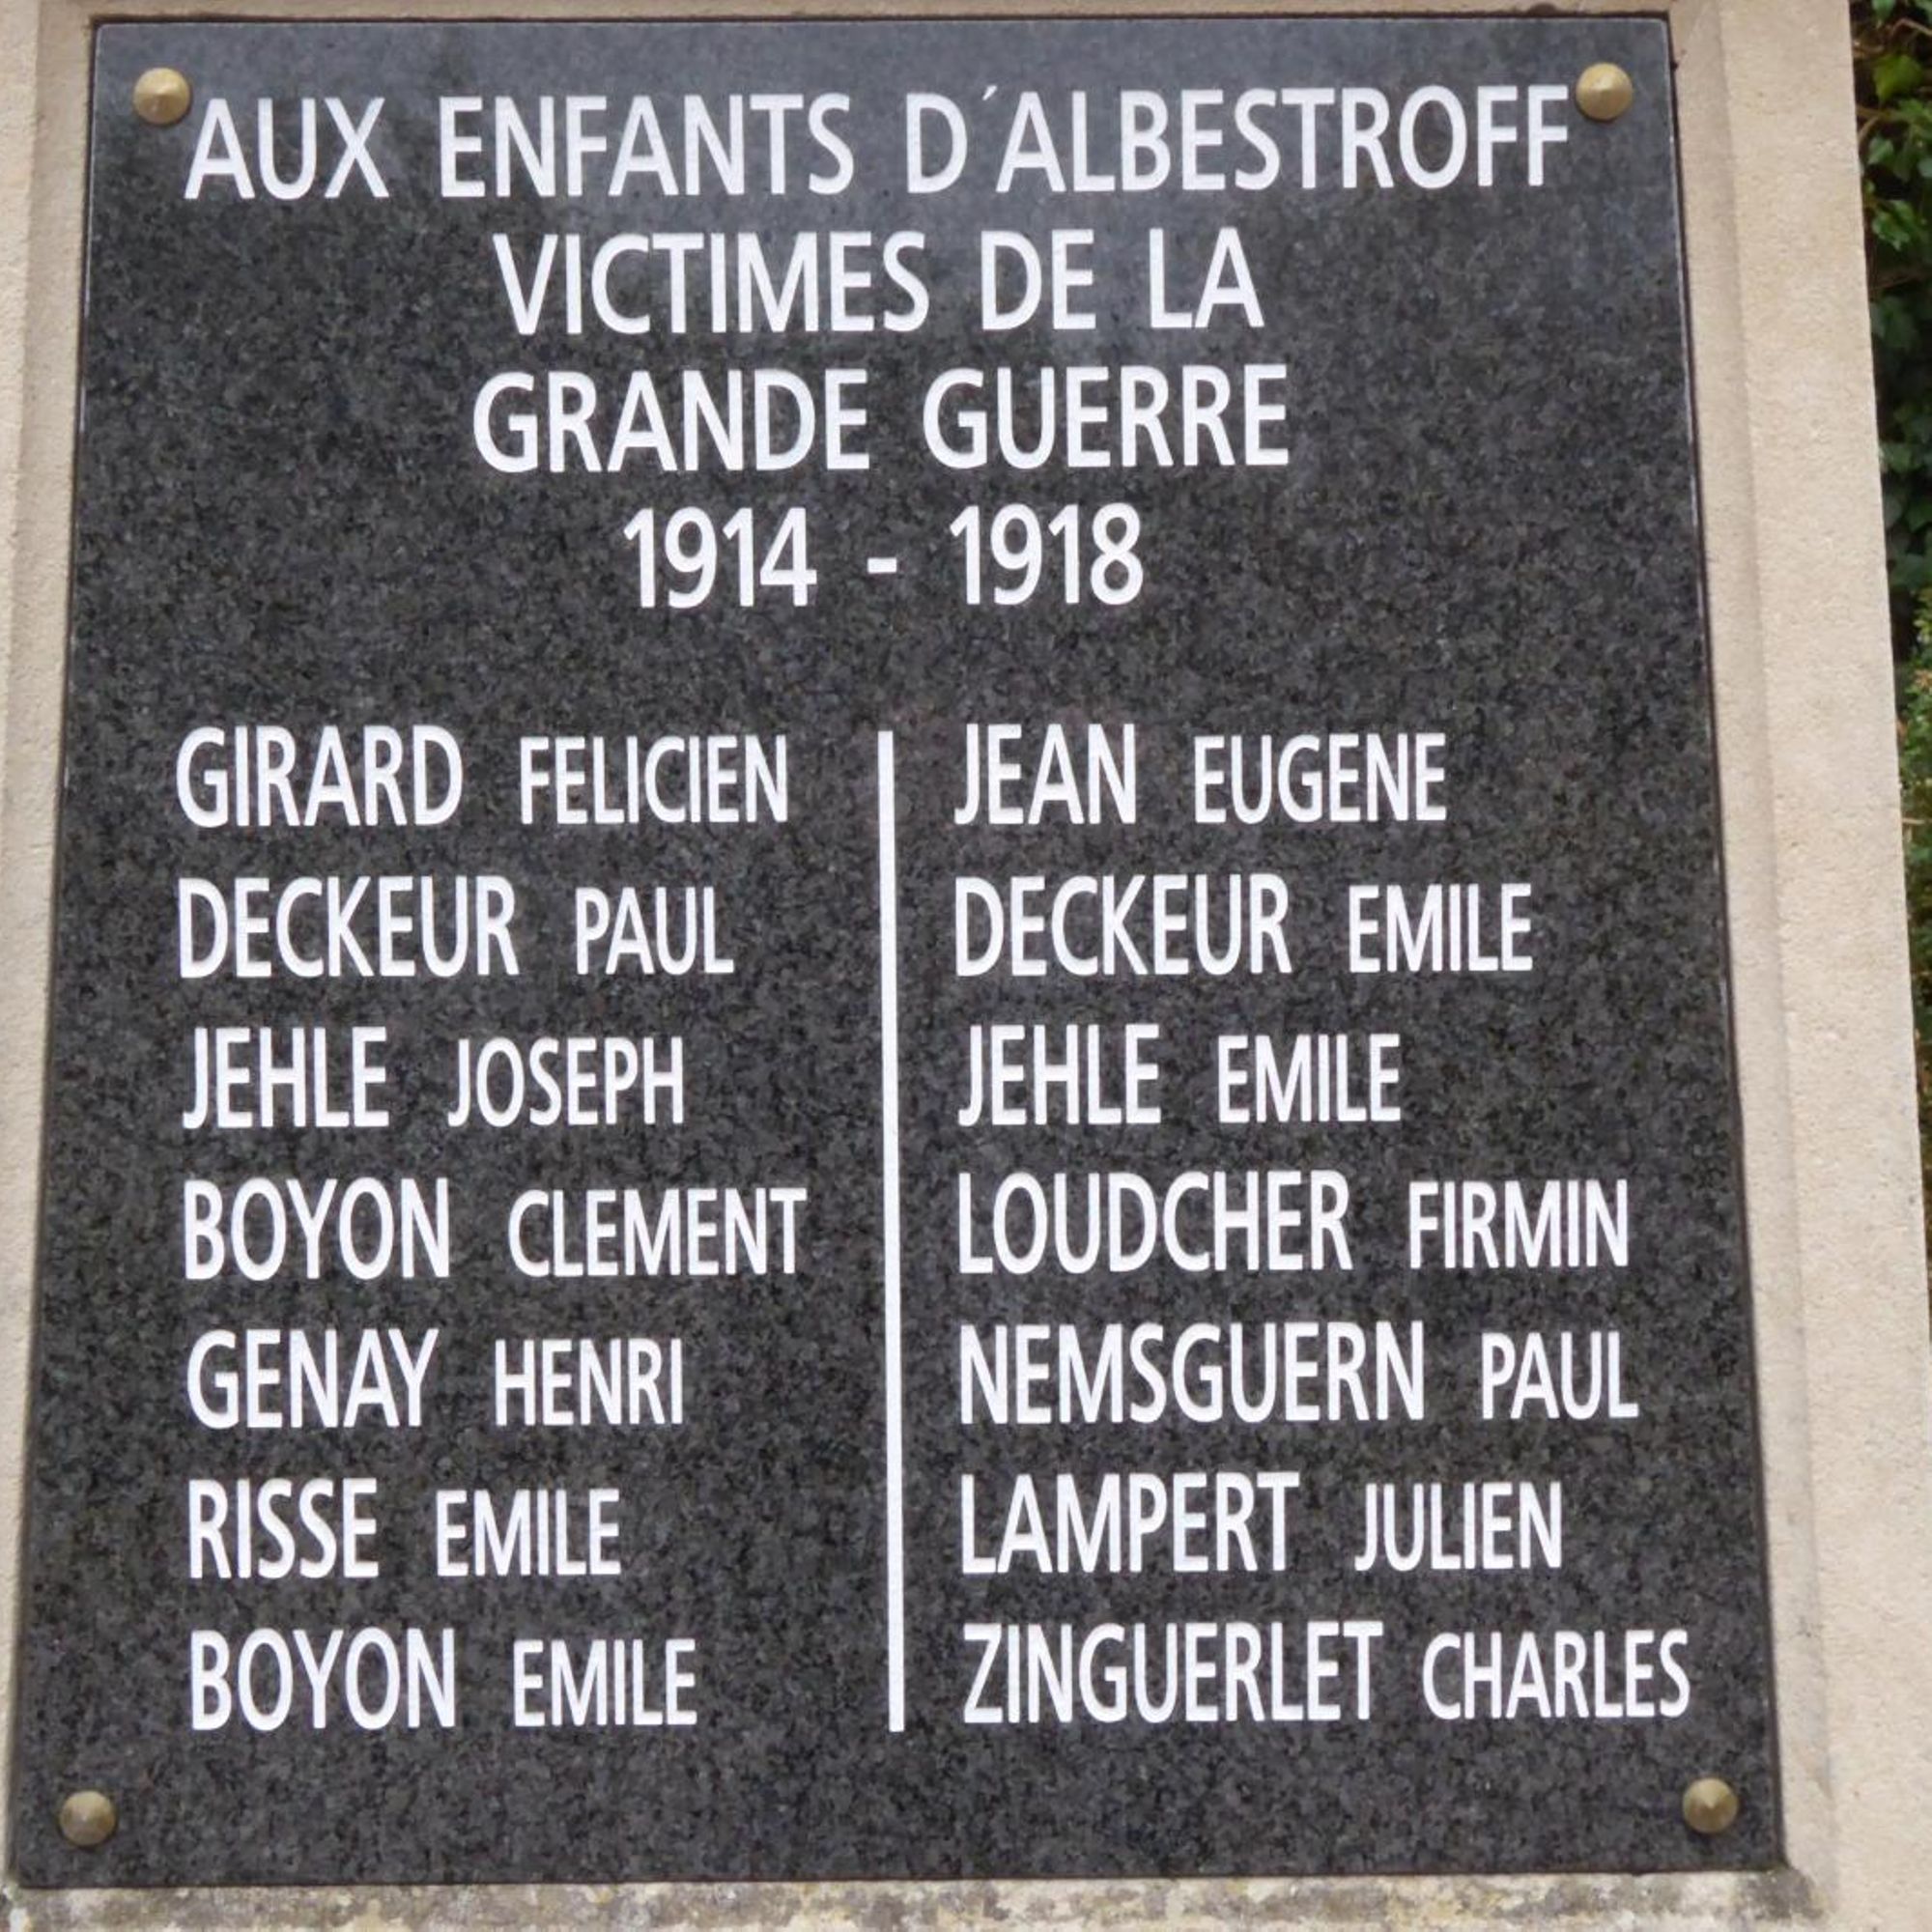 AUX ENFANTS D´ALBESTROFF
VICTIMES DE LA
GRANDE GUERRE
1914 - 1918
GIRARD FELICIEN
DECKEUR PAUL
JEHLE JOSEPH
BOYON CLEMENT
GENAY HENRI
RISSE EMILE
BOYON EMILE
JEAN EUGENE
DECKEUR EMILE
JEHLE EMILE
LOUDCHER FIRMIN
NEMSGUERN PAUL
LAMPERT JULIEN
ZINGUERLET CHARLES